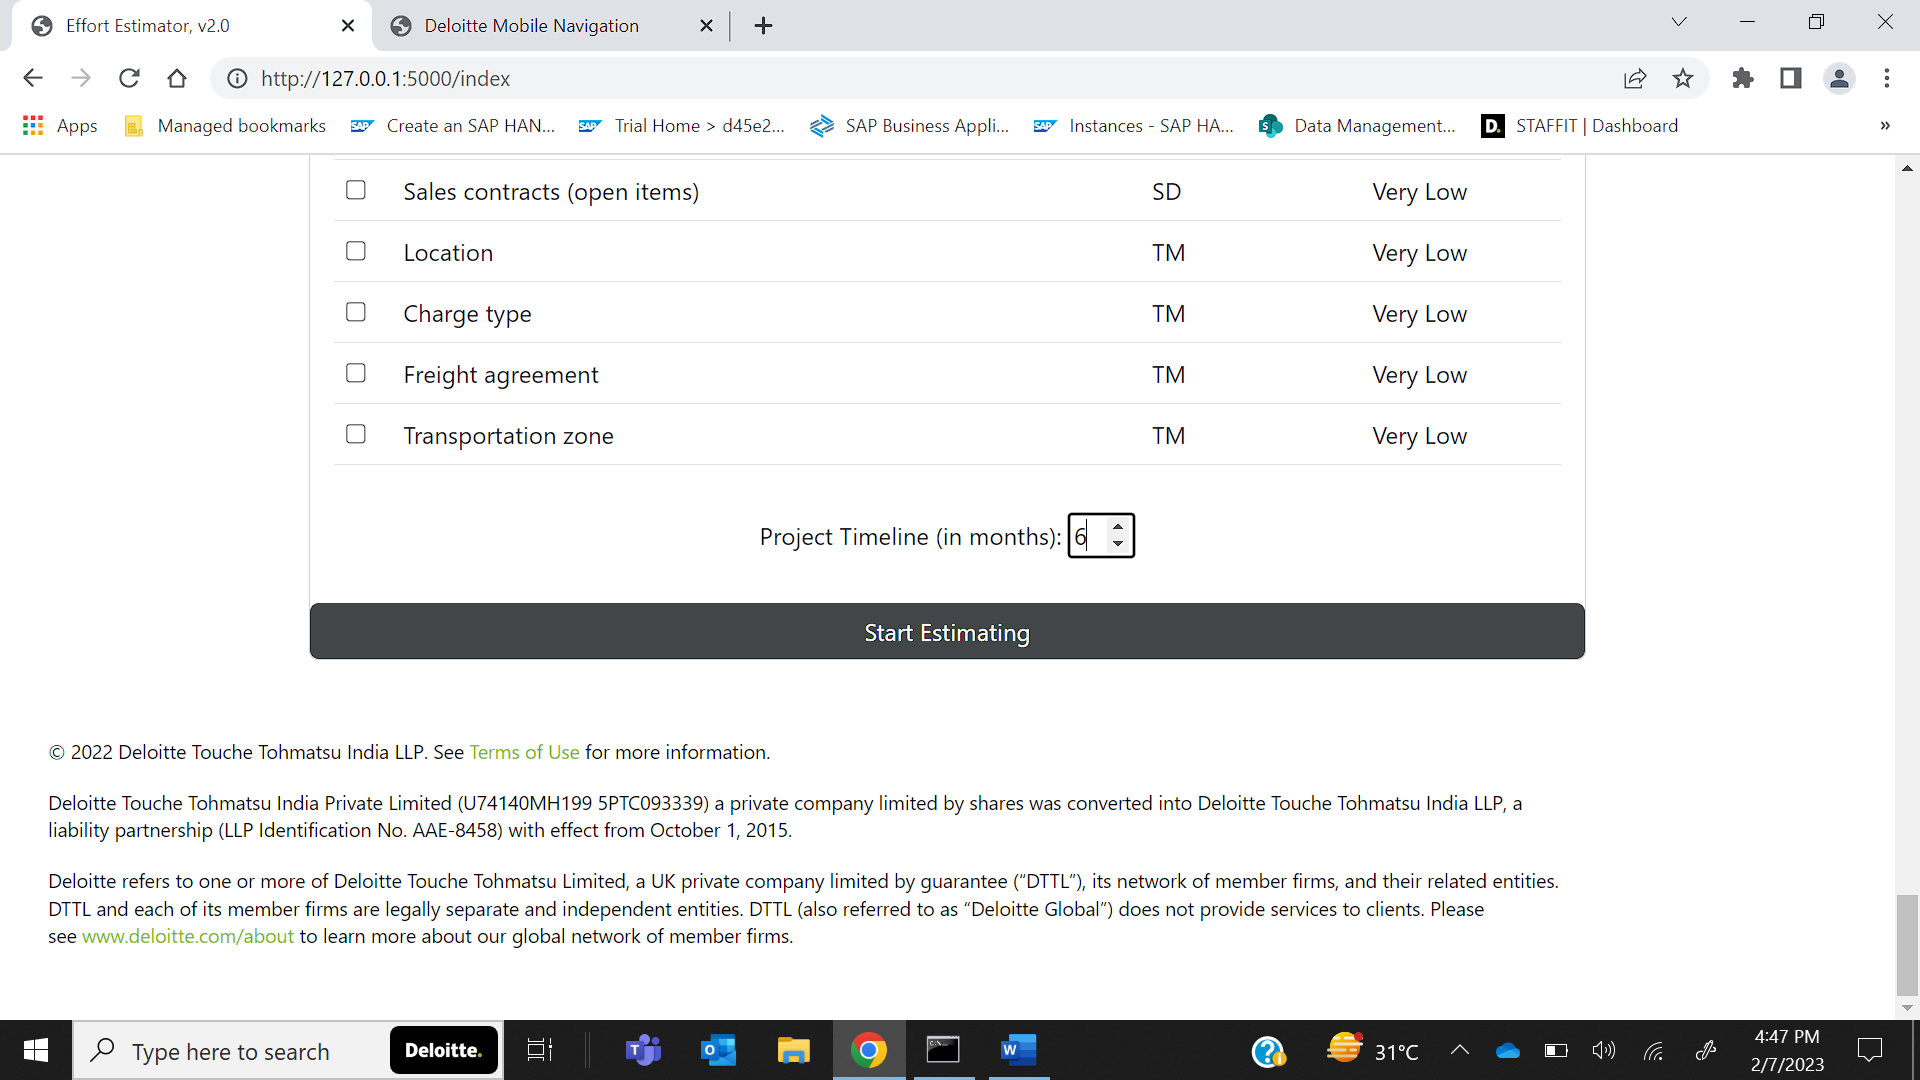 Effort Estimator, v2.0
Deloitte Mobile Navigation
http://127.0.0.1:5000/index
Apps
Managed bookmarks
SAP Create an SAP HAN...
SAP Trial Home > d45e2...
SAP Business Appli...
SAP Instances - SAP HA...
S Data Management...
D. STAFFIT | Dashboard
»
Sales contracts (open items) SD Very Low
Location TM Very Low
Charge type TM Very Low
Freight agreement TM Very Low
Transportation zone TM Very Low
Project Timeline (in months): 6
Start Estimating
© 2022 Deloitte Touche Tohmatsu India LLP. See Terms of Use for more information.
Deloitte Touche Tohmatsu India Private Limited (U74140MH199 5PTC093339) a private company limited by shares was converted into Deloitte Touche Tohmatsu India LLP, a
liability partnership (LLP Identification No. AAE-8458) with effect from October 1, 2015.
Deloitte refers to one or more of Deloitte Touche Tohmatsu Limited, a UK private company limited by guarantee (“DTTL”), its network of member firms, and their related entities.
DTTL and each of its member firms are legally separate and independent entities. DTTL (also referred to as “Deloitte Global”) does not provide services to clients. Please
see www.deloitte.com/about to learn more about our global network of member firms.
Type here to search
Deloitte.
31°C
4:47 PM
2/7/2023